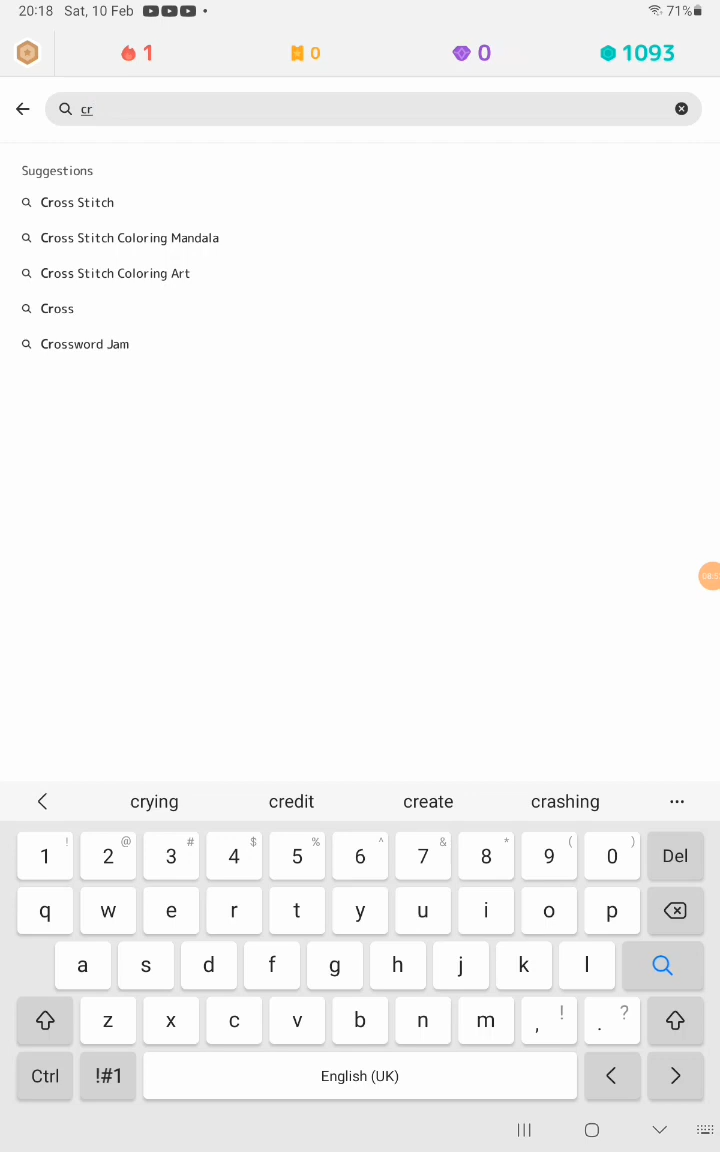 20:18 Sat, 10 Feb 71%
1 0 0 1093
cr
Suggestions
Cross Stitch
Cross Stitch Coloring Mandala
Cross Stitch Coloring Art
Cross
Crossword Jam
crying credit create crashing ...
! @ # $ % ^ & * ( )
1 2 3 4 5 6 7 8 9 0 Del
q w e r t y u i o p
a s d f g h j k l
z x c v b n m , ! . ?
Ctrl !#1 English (UK) < >